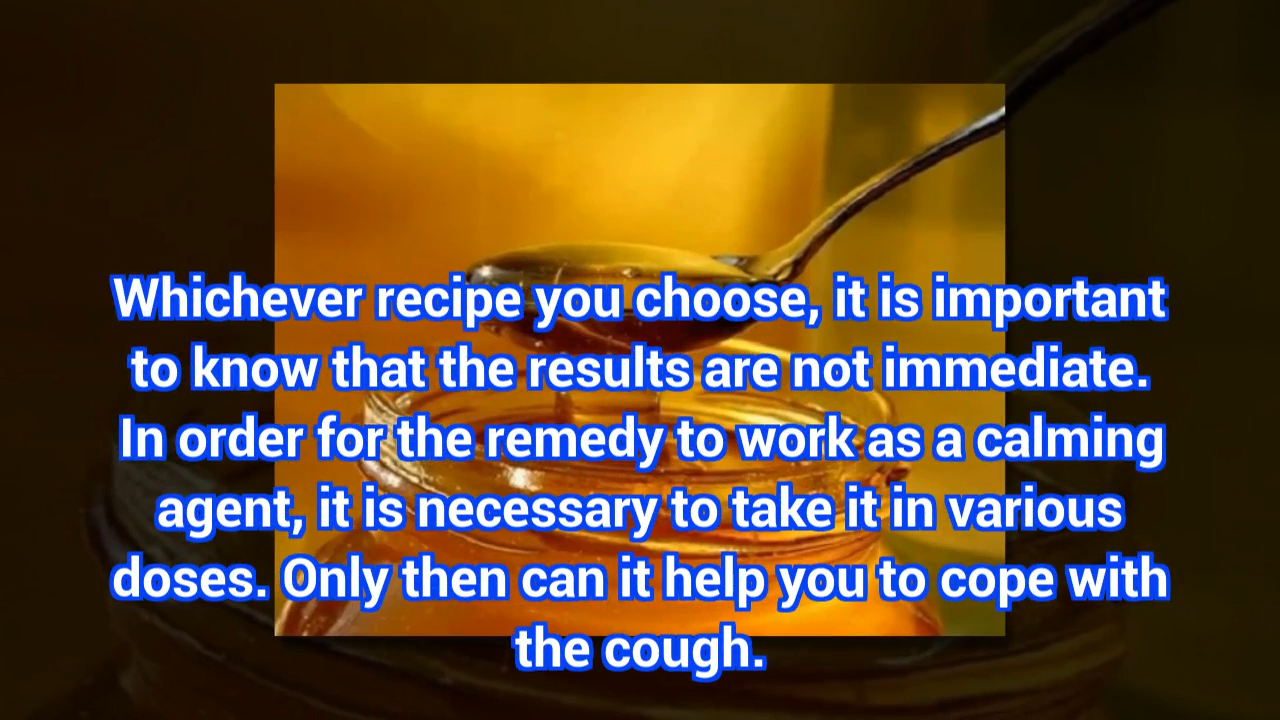 Whichever recipe you choose, it is important
to know that the results are not immediate.
In order for the remedy to work as a calming
agent, it is necessary to take it in various
doses. Only then can it help you to cope with
the cough.